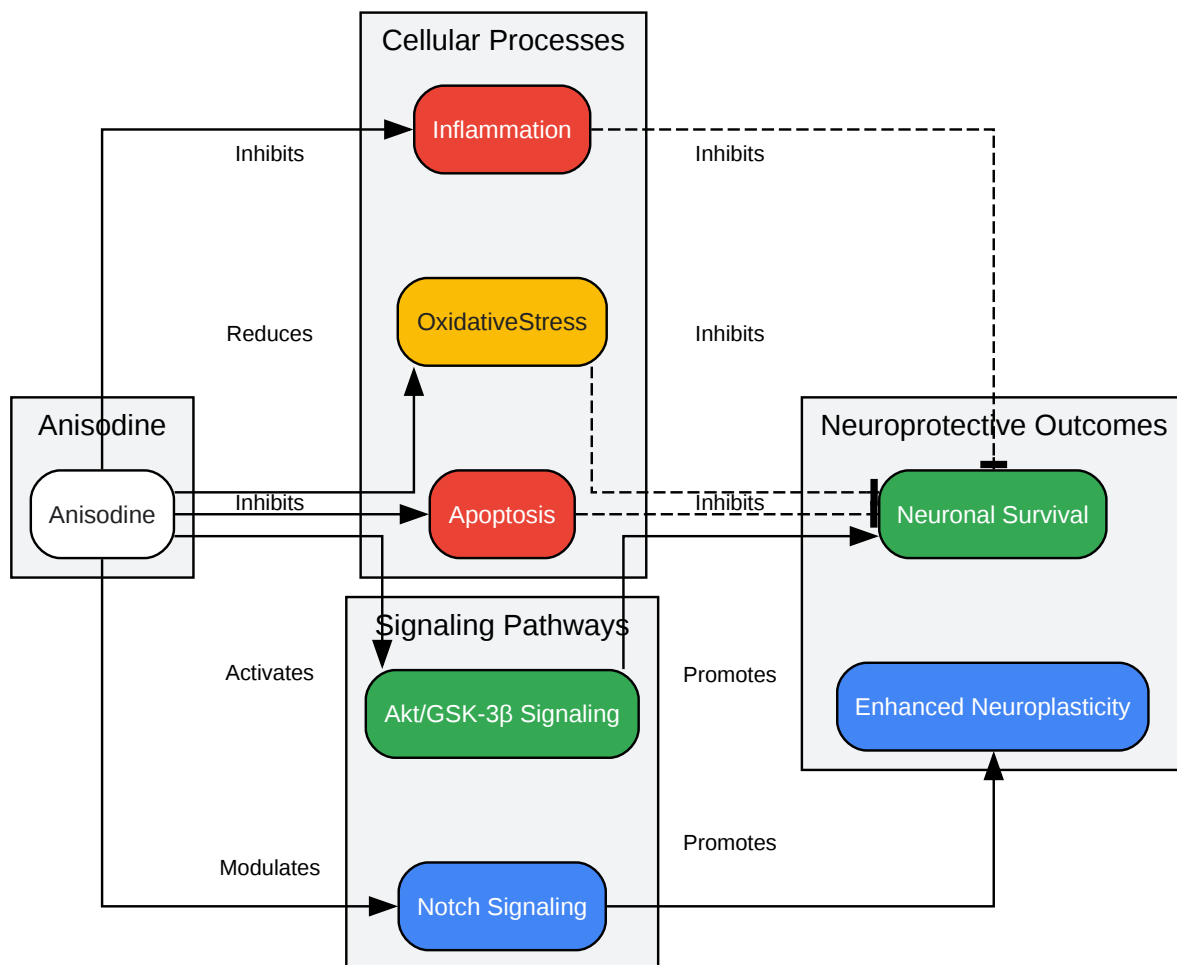 Cellular Processes
Inflammation
Inhibits
Inhibits
OxidativeStress
Reduces
Inhibits
Anisodine
Neuroprotective Outcomes
Anisodine
Inhibits
Apoptosis
Inhibits
Neuronal Survival
Signaling Pathways
Activates
Akt/GSK-3β Signaling
Promotes
Enhanced Neuroplasticity
Modulates
Notch Signaling
Promotes